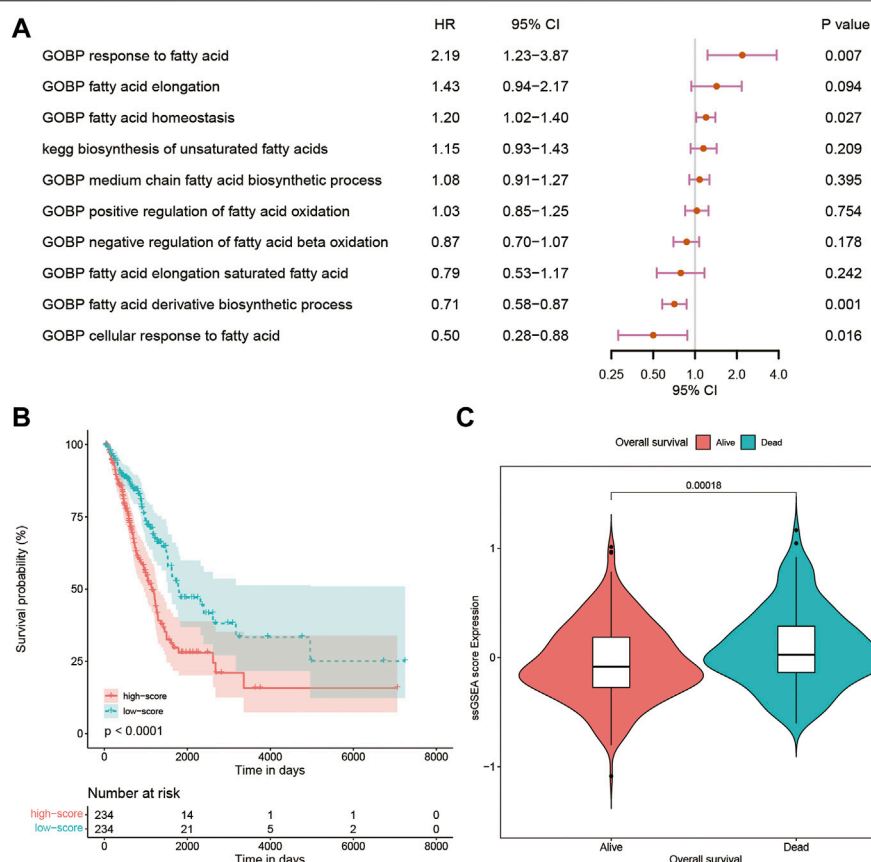 A
HR 95% CI P value
GOBP response to fatty acid 2.19 1.23−3.87 0.007
GOBP fatty acid elongation 1.43 0.94−2.17 0.094
GOBP fatty acid homeostasis 1.20 1.02−1.40 0.027
kegg biosynthesis of unsaturated fatty acids 1.15 0.93−1.43 0.209
GOBP medium chain fatty acid biosynthetic process 1.08 0.91−1.27 0.395
GOBP positive regulation of fatty acid oxidation 1.03 0.85−1.25 0.754
GOBP negative regulation of fatty acid beta oxidation 0.87 0.70−1.07 0.178
GOBP fatty acid elongation saturated fatty acid 0.79 0.53−1.17 0.242
GOBP fatty acid derivative biosynthetic process 0.71 0.58−0.87 0.001
GOBP cellular response to fatty acid 0.50 0.28−0.88 0.016
0.25 0.50 1.0 2.0 4.0
95% CI
B
Survival probability (%)
100
75
50
25
0
high−score
low−score
p < 0.0001
0 2000 4000 6000 8000
Time in days
Number at risk
high−score 234 14 1 1 0
low−score 234 21 5 2 0
0 2000 4000 6000 8000
Time in days
C
Overall survival Alive Dead
0.00018
ssGSEA score Expression
1
0
−1
Alive Dead
Overall survival